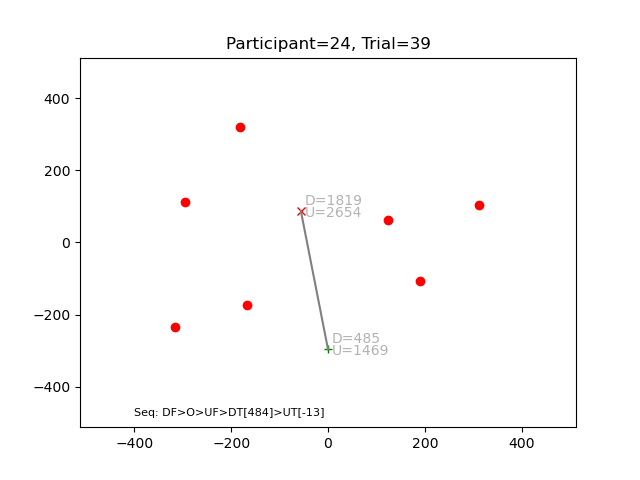 Participant=24, Trial=39
400
200
0
−200
−400
D=1819
U=2654
D=485
U=1469
Seq: DF>O>UF>DT[484]>UT[-13]
−400
−200
0
200
400